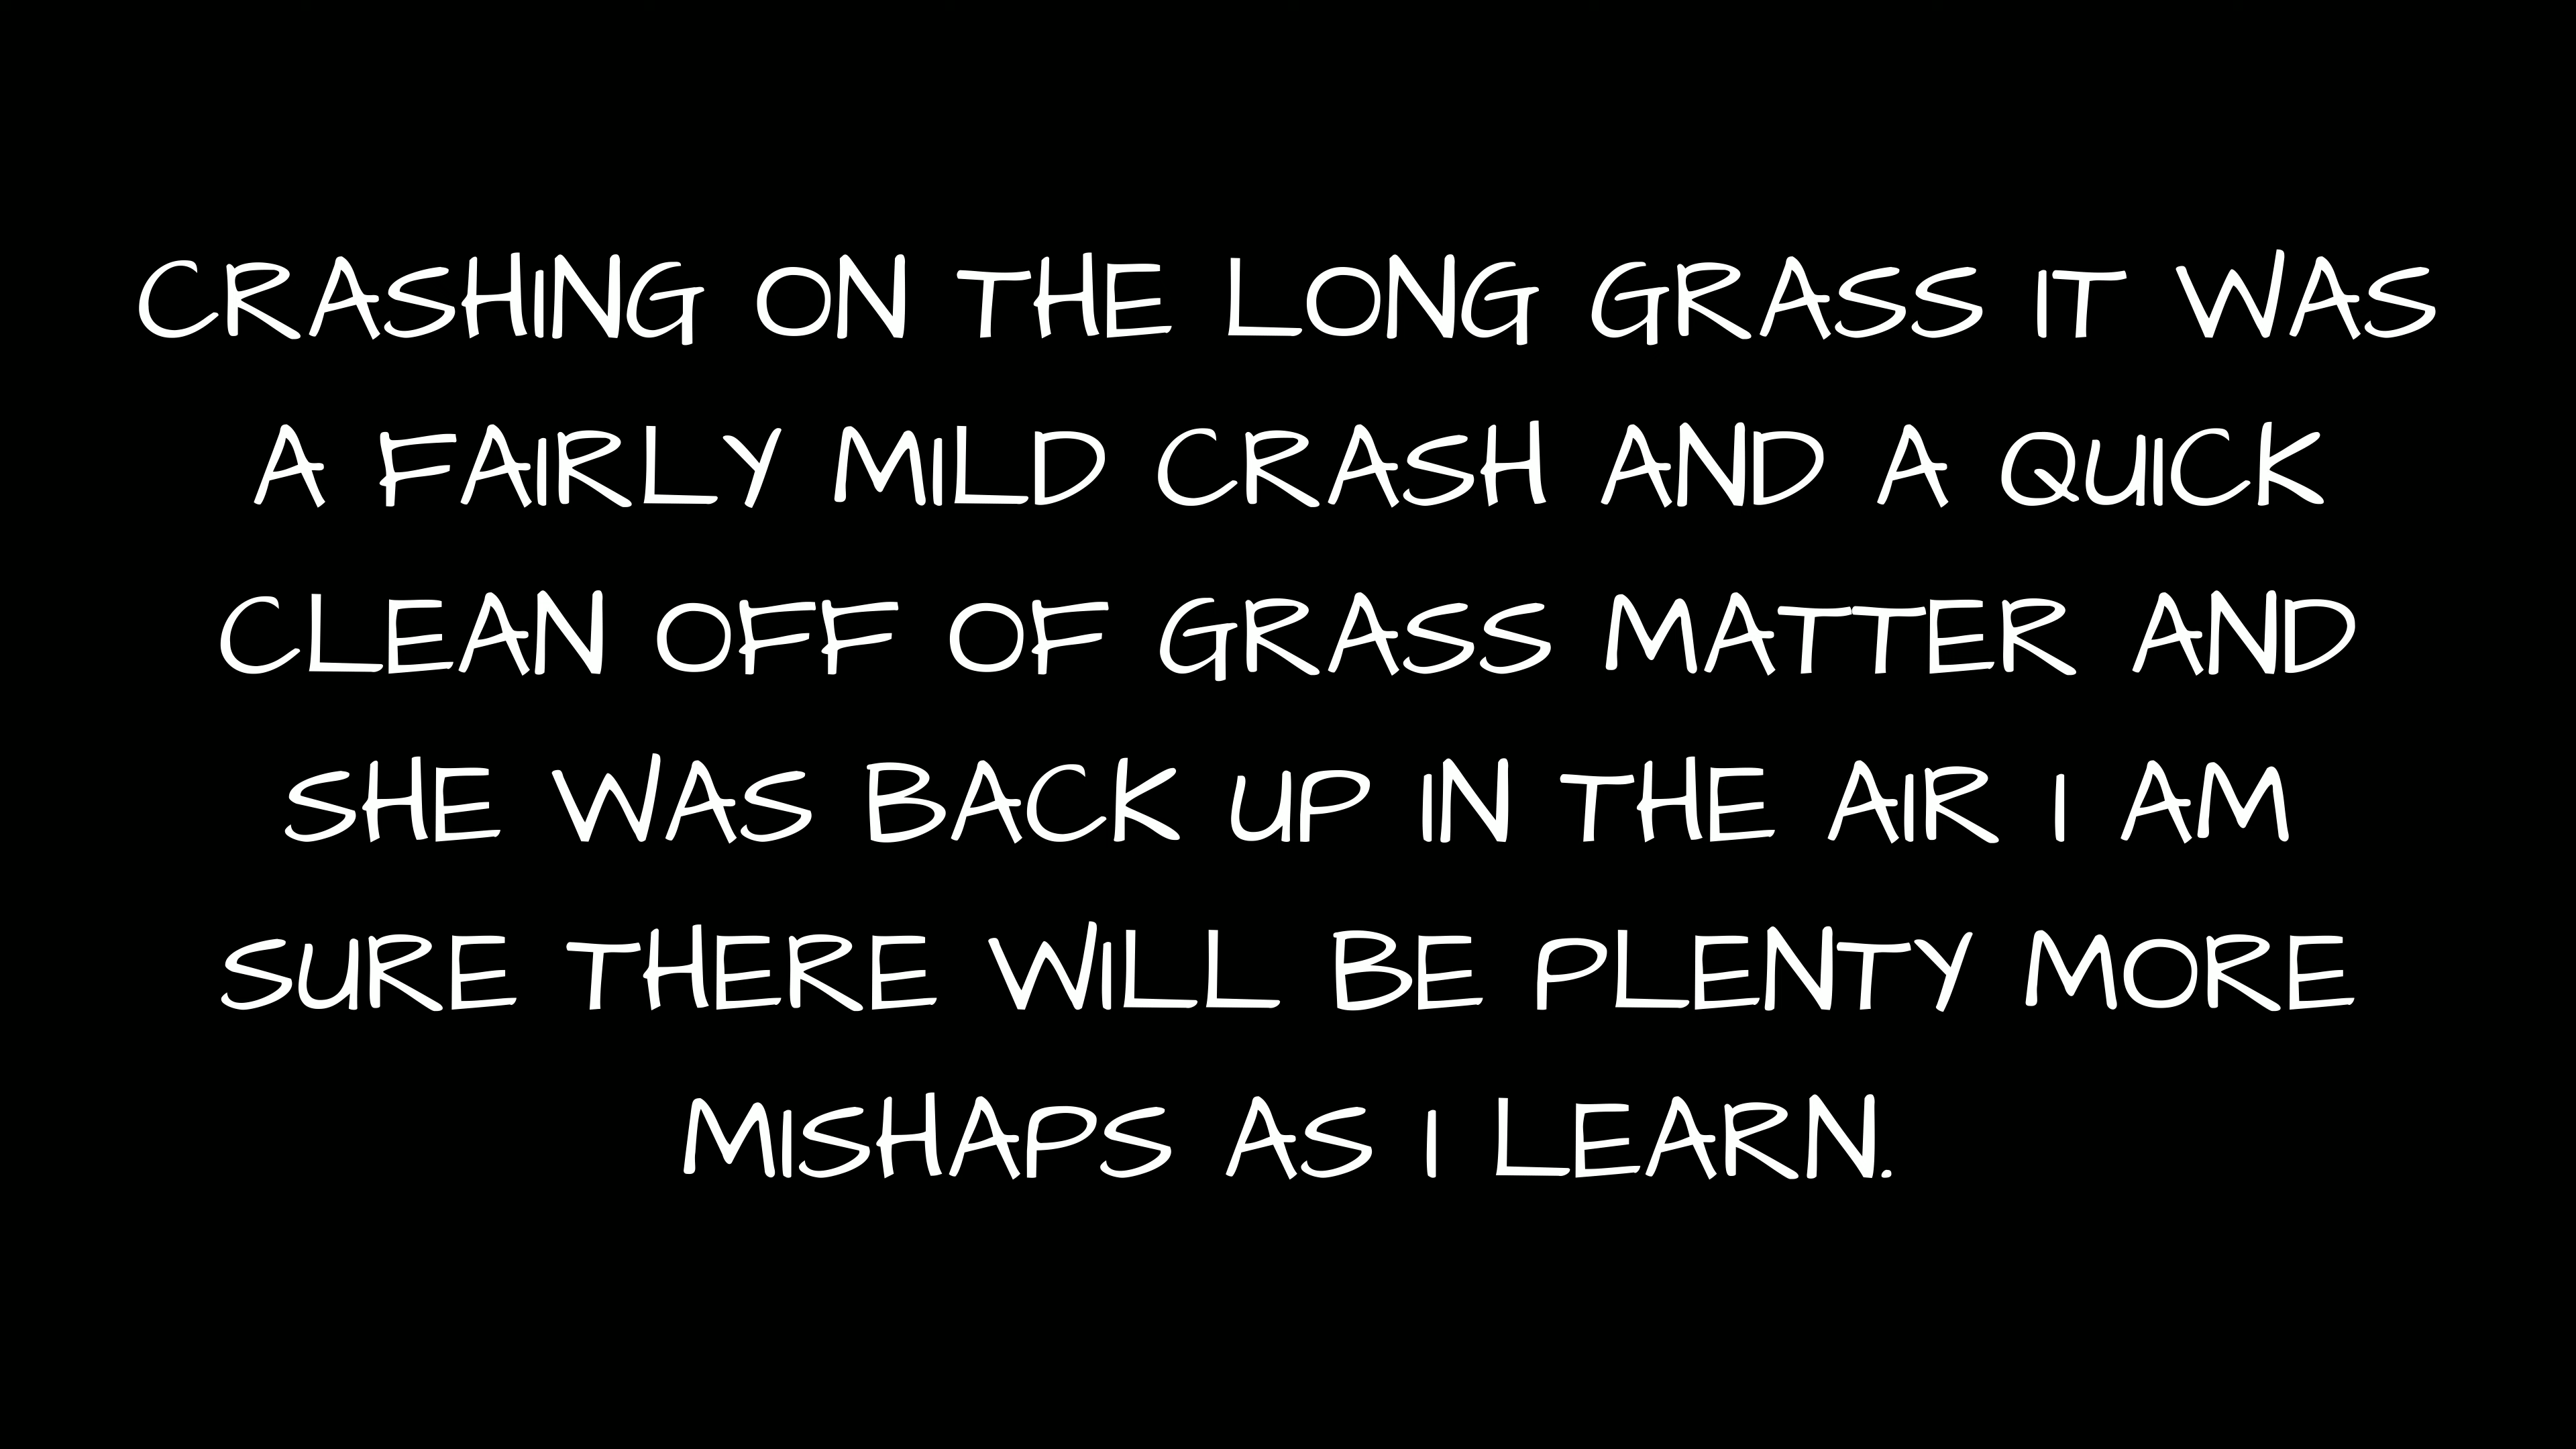 CRASHING ON THE LONG GRASS IT WAS
A FAIRLY MILD CRASH AND A QUICK
CLEAN OFF OF GRASS MATTER AND
SHE WAS BACK UP IN THE AIR I AM
SURE THERE WILL BE PLENTY MORE
MISHAPS AS I LEARN.